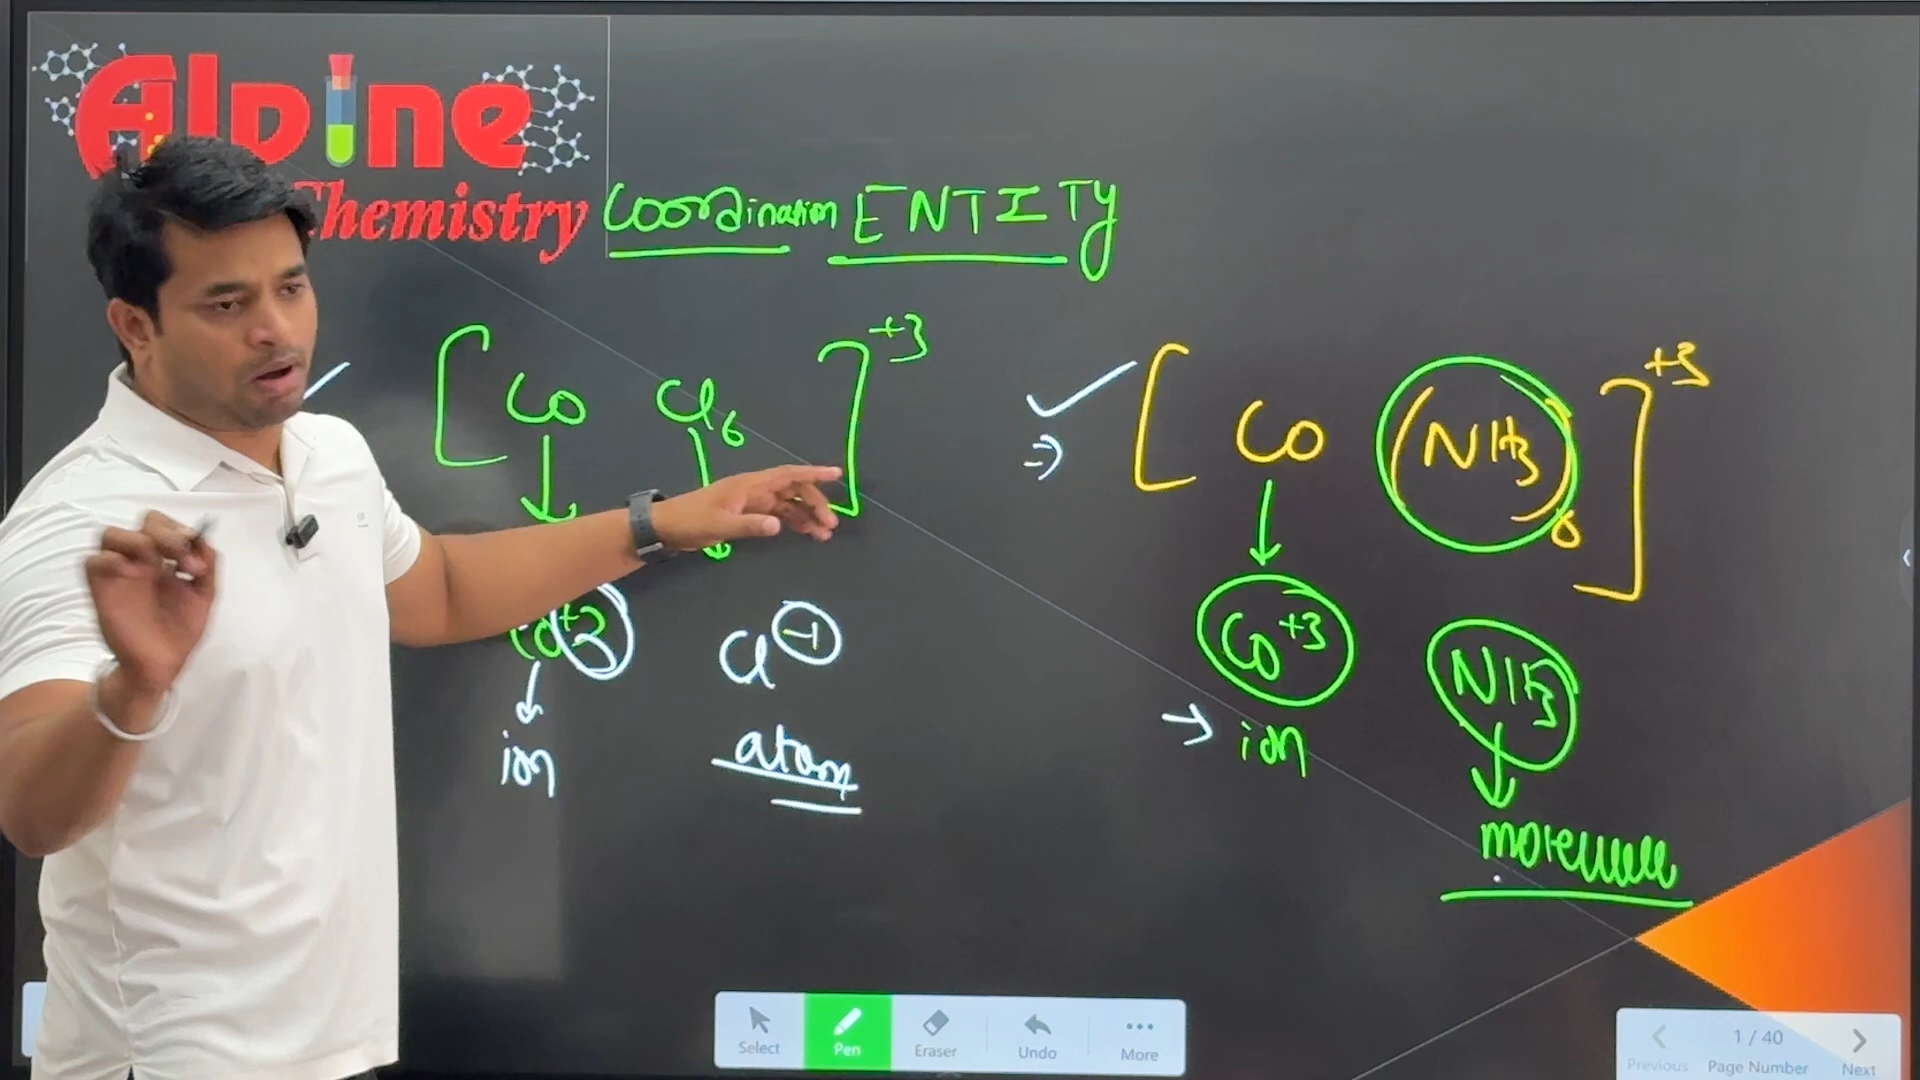 Alpine
Chemistry
Coordination ENTITY
[Co Cl6]+3
[Co (NH3)6]+3
⇒
Co+3
Cl-1
Co+3
NH3
ion
atom
→ ion
molecule
Select
Pen
Eraser
Undo
More
Previous
1 / 40
Page Number
Next